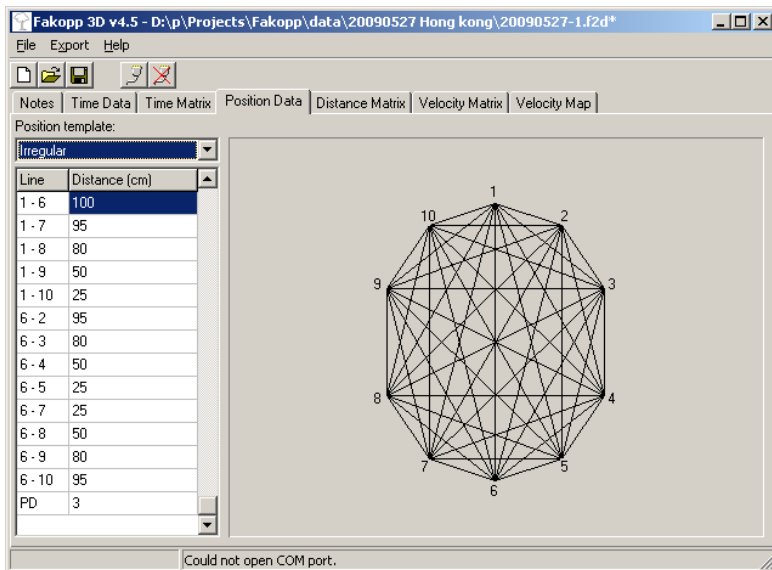 Fakopp 3D v4.5 - D:\p\Projects\Fakopp\data\20090527 Hong kong\20090527-1.f2d*
File Export Help
Notes Time Data Time Matrix Position Data Distance Matrix Velocity Matrix Velocity Map
Position template:
Irregular
Line Distance (cm)
1 - 6 100
1 - 7 95
1 - 8 80
1 - 9 50
1 - 10 25
6 - 2 95
6 - 3 80
6 - 4 50
6 - 5 25
6 - 7 25
6 - 8 50
6 - 9 80
6 - 10 95
PD 3
1
10 2
9 3
8 4
7 5
6
Could not open COM port.